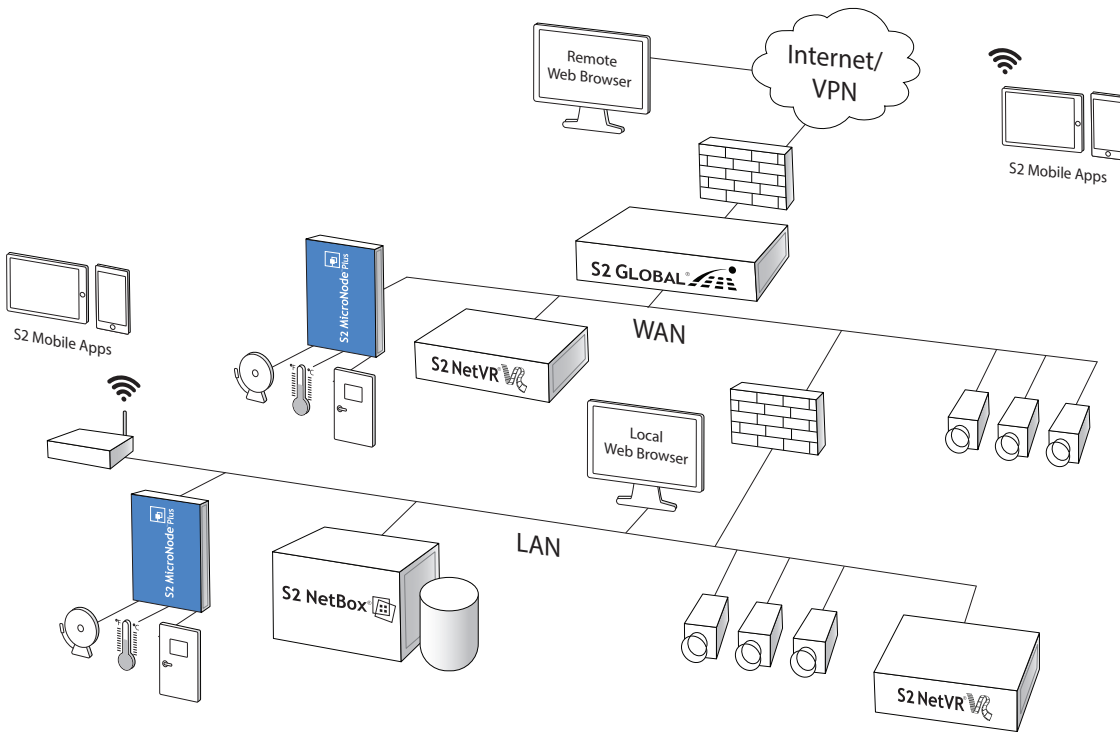 Remote
Web Browser
Internet/
VPN
S2 Mobile Apps
S2 GLOBAL®
S2 MicroNode Plus
S2 Mobile Apps
WAN
S2 NetVR®
°F °C
Local
Web Browser
LAN
S2 MicroNode Plus
S2 NetBox®
°F °C
S2 NetVR®